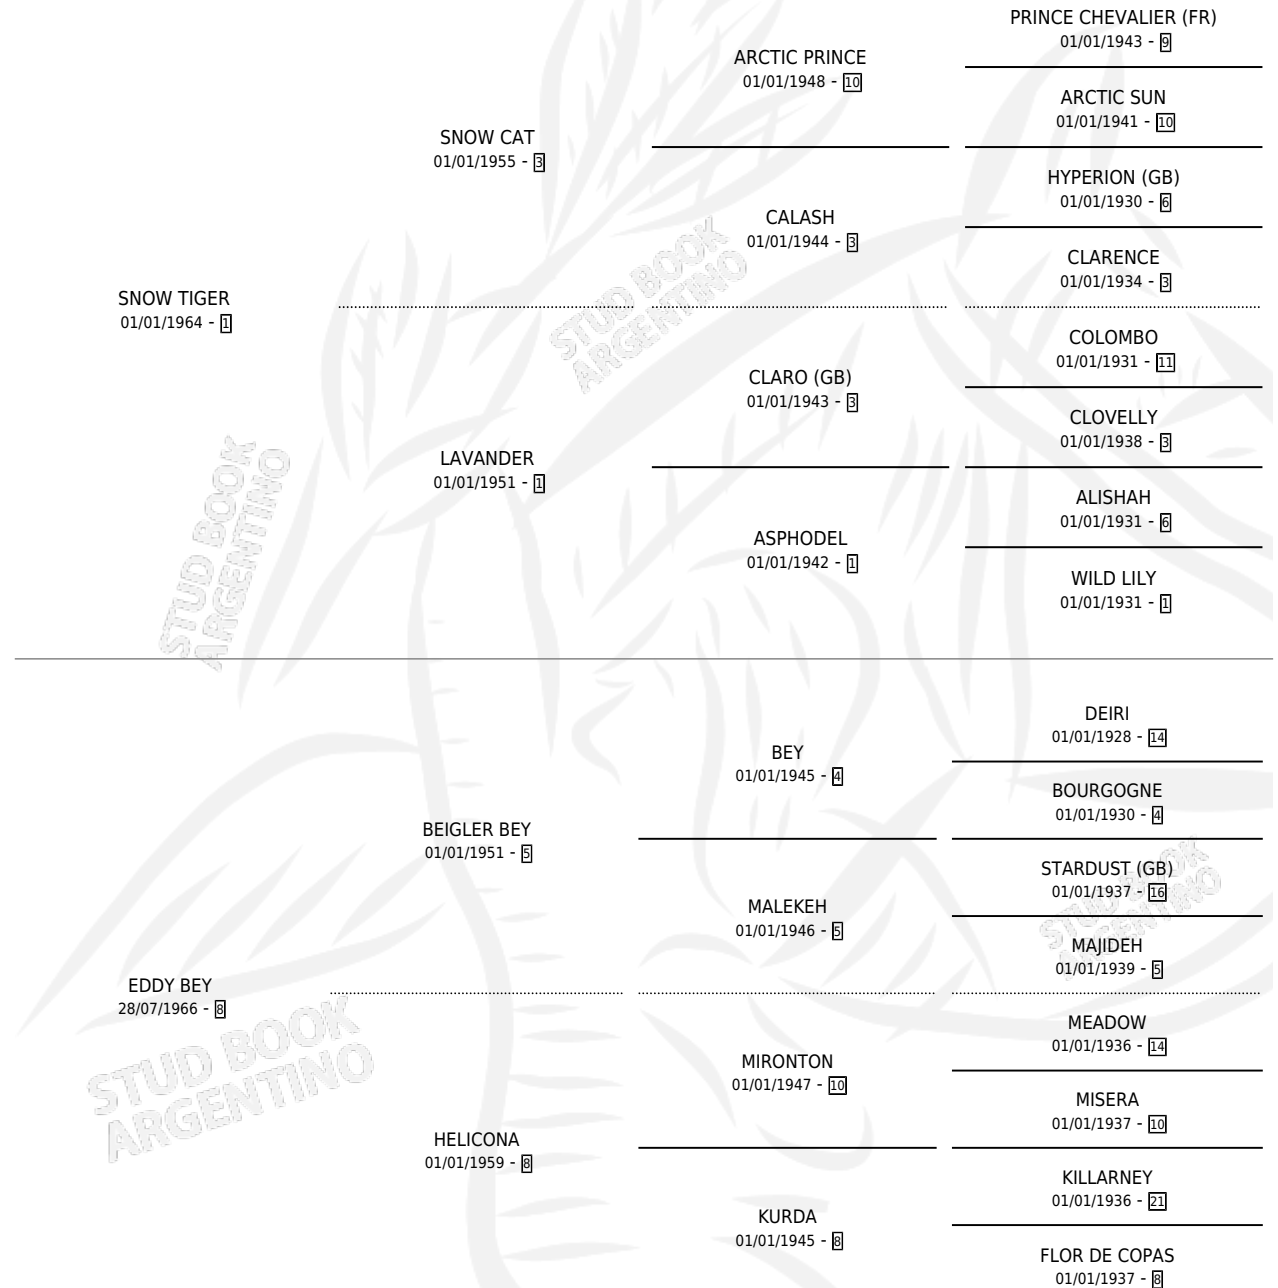 PRINCE CHEVALIER (FR)
01/01/1943 - 9
ARCTIC PRINCE
01/01/1948 - 10
ARCTIC SUN
01/01/1941 - 10
SNOW CAT
01/01/1955 - 3
HYPERION (GB)
01/01/1930 - 6
CALASH
01/01/1944 - 3
CLARENCE
01/01/1934 - 3
SNOW TIGER
01/01/1964 - 1
COLOMBO
01/01/1931 - 11
CLARO (GB)
01/01/1943 - 3
CLOVELLY
01/01/1938 - 3
LAVANDER
01/01/1951 - 1
ALISHAH
01/01/1931 - 6
ASPHODEL
01/01/1942 - 1
WILD LILY
01/01/1931 - 1
DEIRI
01/01/1928 - 14
BEY
01/01/1945 - 4
BOURGOGNE
01/01/1930 - 4
BEIGLER BEY
01/01/1951 - 5
STARDUST (GB)
01/01/1937 - 16
MALEKEH
01/01/1946 - 5
MAJIDEH
01/01/1939 - 5
EDDY BEY
28/07/1966 - 8
MEADOW
01/01/1936 - 14
MIRONTON
01/01/1947 - 10
MISERA
01/01/1937 - 10
HELICONA
01/01/1959 - 8
KILLARNEY
01/01/1936 - 21
KURDA
01/01/1945 - 8
FLOR DE COPAS
01/01/1937 - 8
STUD BOOK
ARGENTINO
STUD BOOK
ARGENTINO
STUD BOOK
ARGENTINO
STUD BOOK
ARGENTINO